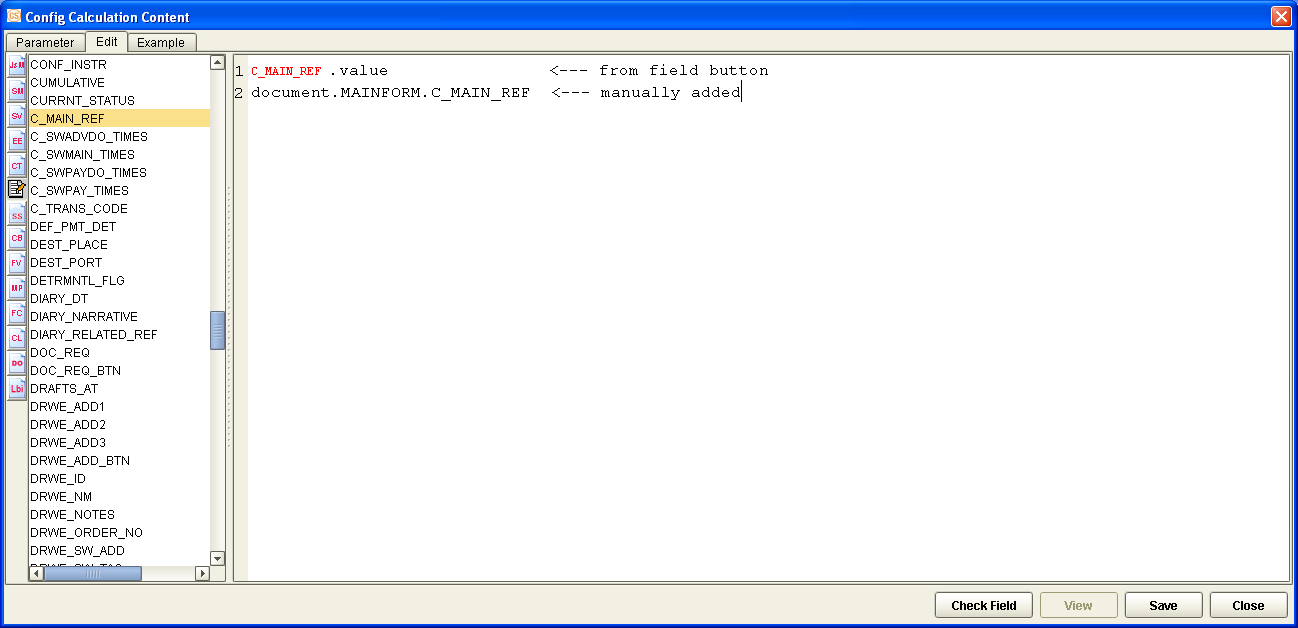 CS Config Calculation Content
Parameter Edit Example
J&M
SM
SV
EE
CT
SS
CB
FV
MP
FC
CL
DO
Lbi
CONF_INSTR
CUMULATIVE
CURRNT_STATUS
C_MAIN_REF
C_SWADVDO_TIMES
C_SWMAIN_TIMES
C_SWPAYDO_TIMES
C_SWPAY_TIMES
C_TRANS_CODE
DEF_PMT_DET
DEST_PLACE
DEST_PORT
DETRMNTL_FLG
DIARY_DT
DIARY_NARRATIVE
DIARY_RELATED_REF
DOC_REQ
DOC_REQ_BTN
DRAFTS_AT
DRWE_ADD1
DRWE_ADD2
DRWE_ADD3
DRWE_ADD_BTN
DRWE_ID
DRWE_NM
DRWE_NOTES
DRWE_ORDER_NO
DRWE_SW_ADD
1 C_MAIN_REF .value <--- from field button
2 document.MAINFORM.C_MAIN_REF <--- manually added
Check Field View Save Close